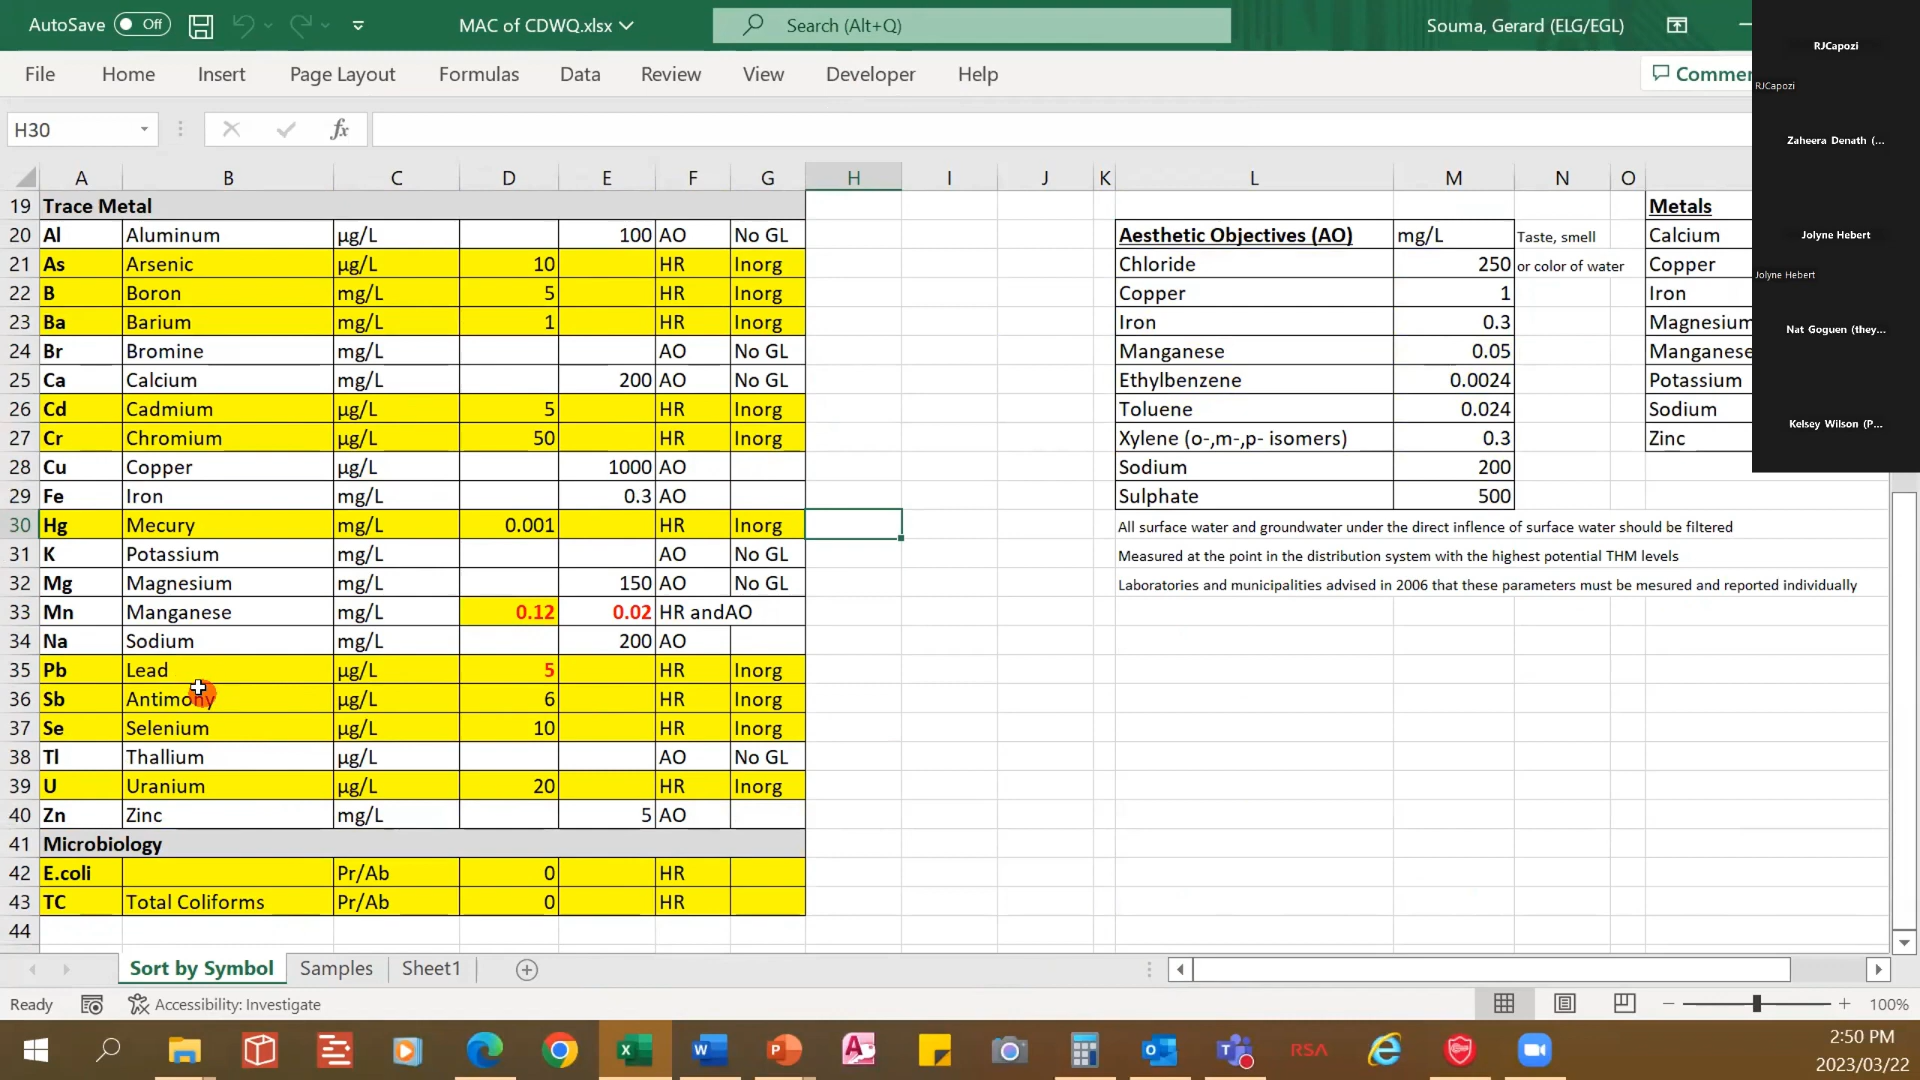 AutoSave Off MAC of CDWQ.xlsx Search (Alt+Q) Souma, Gerard (ELG/EGL)
File Home Insert Page Layout Formulas Data Review View Developer Help Commen
H30 fx
A B C D E F G H I J K L M N O
19 Trace Metal Metals
20 Al Aluminum µg/L 100 AO No GL Aesthetic Objectives (AO) mg/L Taste, smell Calcium
21 As Arsenic µg/L 10 HR Inorg Chloride 250 or color of water Copper
22 B Boron mg/L 5 HR Inorg Copper 1 Iron
23 Ba Barium mg/L 1 HR Inorg Iron 0.3 Magnesium
24 Br Bromine mg/L AO No GL Manganese 0.05 Manganese
25 Ca Calcium mg/L 200 AO No GL Ethylbenzene 0.0024 Potassium
26 Cd Cadmium µg/L 5 HR Inorg Toluene 0.024 Sodium
27 Cr Chromium µg/L 50 HR Inorg Xylene (o-,m-,p- isomers) 0.3 Zinc
28 Cu Copper µg/L 1000 AO Sodium 200
29 Fe Iron mg/L 0.3 AO Sulphate 500
30 Hg Mecury mg/L 0.001 HR Inorg All surface water and groundwater under the direct inflence of surface water should be filtered
31 K Potassium mg/L AO No GL Measured at the point in the distribution system with the highest potential THM levels
32 Mg Magnesium mg/L 150 AO No GL Laboratories and municipalities advised in 2006 that these parameters must be mesured and reported individually
33 Mn Manganese mg/L 0.12 0.02 HR andAO
34 Na Sodium mg/L 200 AO
35 Pb Lead µg/L 5 HR Inorg
36 Sb Antimony µg/L 6 HR Inorg
37 Se Selenium µg/L 10 HR Inorg
38 Tl Thallium µg/L AO No GL
39 U Uranium µg/L 20 HR Inorg
40 Zn Zinc mg/L 5 AO
41 Microbiology
42 E.coli Pr/Ab 0 HR
43 TC Total Coliforms Pr/Ab 0 HR
44
RJCapozi
RJCapozi
Zaheera Denath (...
Jolyne Hebert
Jolyne Hebert
Nat Goguen (they...
Kelsey Wilson (P...
Sort by Symbol Samples Sheet1
Ready Accessibility: Investigate 100%
RSA
2:50 PM
2023/03/22